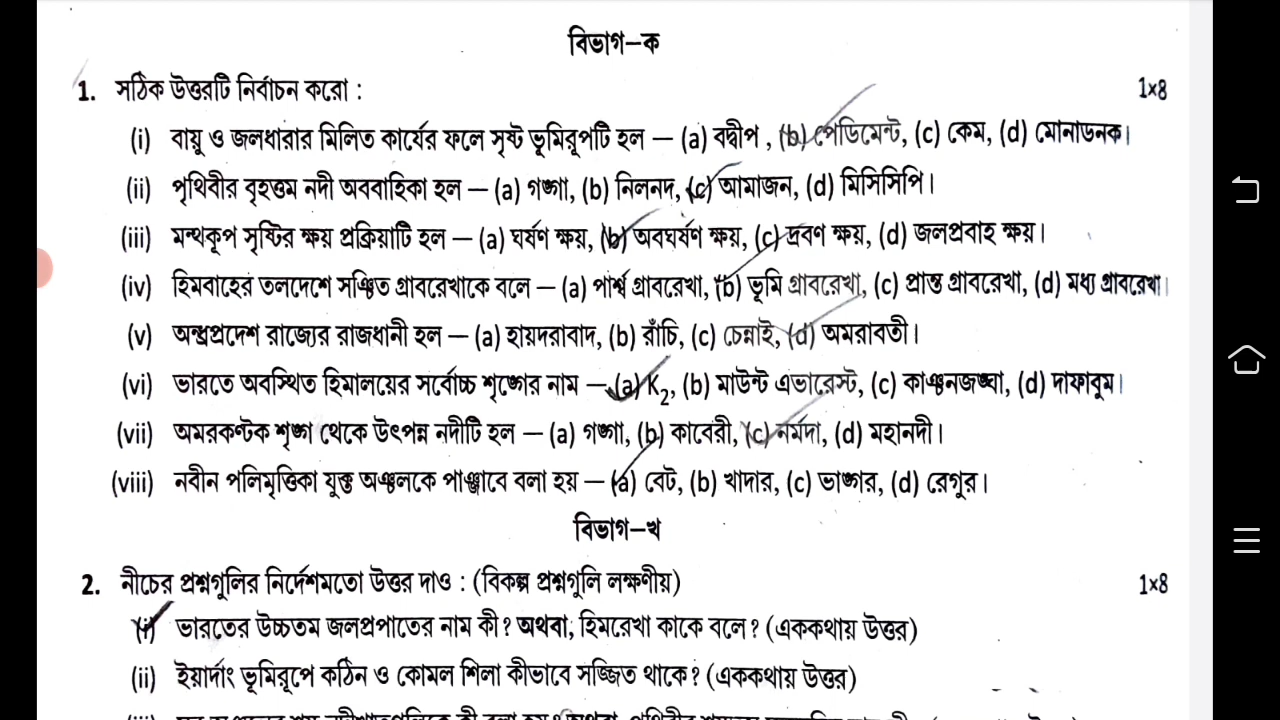 বিভাগ–ক
1. সঠিক উত্তরটি নির্বাচন করো : 1×8
(i) বায়ু ও জলধারার মিলিত কার্যের ফলে সৃষ্ট ভূমিরূপটি হল — (a) বদ্বীপ , (b) পেডিমেন্ট, (c) কেম, (d) মোনাডনক।
(ii) পৃথিবীর বৃহত্তম নদী অববাহিকা হল — (a) গঙ্গা, (b) নিলনদ, (c) আমাজন, (d) মিসিসিপি।
(iii) মন্থকূপ সৃষ্টির ক্ষয় প্রক্রিয়াটি হল — (a) ঘর্ষণ ক্ষয়, (b) অবঘর্ষণ ক্ষয়, (c) দ্রবণ ক্ষয়, (d) জলপ্রবাহ ক্ষয়।
(iv) হিমবাহের তলদেশে সঞ্চিত গ্রাবরেখাকে বলে — (a) পার্শ্ব গ্রাবরেখা, (b) ভূমি গ্রাবরেখা, (c) প্রান্ত গ্রাবরেখা, (d) মধ্য গ্রাবরেখা।
(v) অন্ধ্রপ্রদেশ রাজ্যের রাজধানী হল — (a) হায়দরাবাদ, (b) রাঁচি, (c) চেন্নাই, (d) অমরাবতী।
(vi) ভারতে অবস্থিত হিমালয়ের সর্বোচ্চ শৃঙ্গের নাম — (a) K₂, (b) মাউন্ট এভারেস্ট, (c) কাঞ্চনজঙ্ঘা, (d) দাফাবুম।
(vii) অমরকণ্টক শৃঙ্গ থেকে উৎপন্ন নদীটি হল — (a) গঙ্গা, (b) কাবেরী, (c) নর্মদা, (d) মহানদী।
(viii) নবীন পলিমৃত্তিকা যুক্ত অঞ্চলকে পাঞ্জাবে বলা হয় — (a) বেট, (b) খাদার, (c) ভাঙ্গার, (d) রেগুর।
বিভাগ–খ
2. নীচের প্রশ্নগুলির নির্দেশমতো উত্তর দাও : (বিকল্প প্রশ্নগুলি লক্ষণীয়) 1×8
(i) ভারতের উচ্চতম জলপ্রপাতের নাম কী? অথবা, হিমরেখা কাকে বলে? (এককথায় উত্তর)
(ii) ইয়ার্দাং ভূমিরূপে কঠিন ও কোমল শিলা কীভাবে সজ্জিত থাকে? (এককথায় উত্তর)